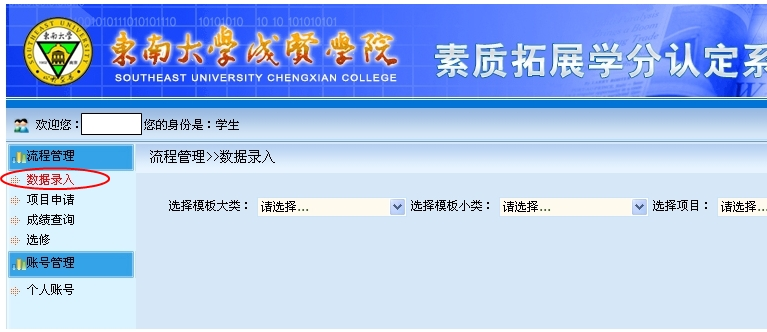 101010111010101110
10101010
东南大学成贤学院
SOUTHEAST UNIVERSITY CHENGXIAN COLLEGE
素质拓展学分认定系
欢迎您： 您的身份是：学生
流程管理
流程管理>>数据录入
数据录入
选择模板大类： 请选择... 选择模板小类： 请选择... 选择项目： 请选择...
项目申请
成绩查询
选修
账号管理
个人账号